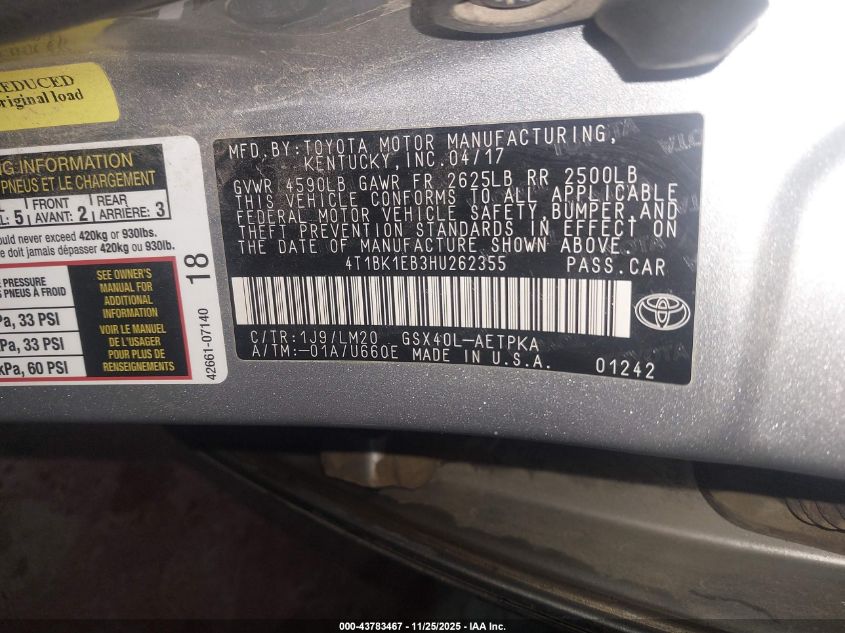 REDUCED
original load
ING INFORMATION
PNEUS ET LE CHARGEMENT
5 FRONT AVANT: 2 REAR ARRIÈRE: 3
ould never exceed 420kg or 930lbs.
e doit jamais dépasser 420kg ou 930lb.
PRESSURE
PNEUS À FROID
Pa, 33 PSI
Pa, 33 PSI
kPa, 60 PSI
SEE OWNER'S
MANUAL FOR
ADDITIONAL
INFORMATION
VOIR LE MANUEL
DE L'USAGER
POUR PLUS DE
RENSEIGNEMENTS
18
42661-07140
MFD.BY:TOYOTA MOTOR MANUFACTURING,
KENTUCKY,INC.04/17
GVWR 4590LB GAWR FR 2625LB RR 2500LB
THIS VEHICLE CONFORMS TO ALL APPLICABLE
FEDERAL MOTOR VEHICLE SAFETY,BUMPER,AND
THEFT PREVENTION STANDARDS IN EFFECT ON
THE DATE OF MANUFACTURE SHOWN ABOVE.
4T1BK1EB3HU262355 PASS.CAR
C/TR:1J9/LM20 GSX40L-AETPKA
A/TM:-01A/U660E MADE IN U.S.A.
01242
TOYOTA
000-43783467 - 11/25/2025 - IAA Inc.